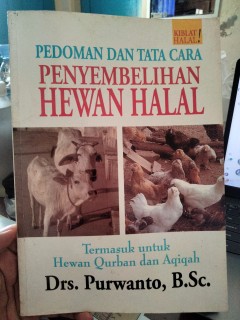 KIBLAT
HALAL!
PEDOMAN DAN TATA CARA
PENYEMBELIHAN
HEWAN HALAL
Termasuk untuk
Hewan Qurban dan Aqiqah
Drs. Purwanto, B.Sc.